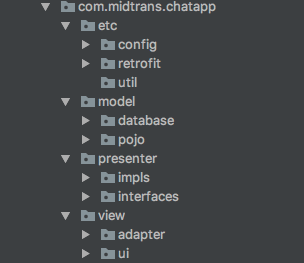 com.midtrans.chatapp
etc
config
retrofit
util
model
database
pojo
presenter
impls
interfaces
view
adapter
ui